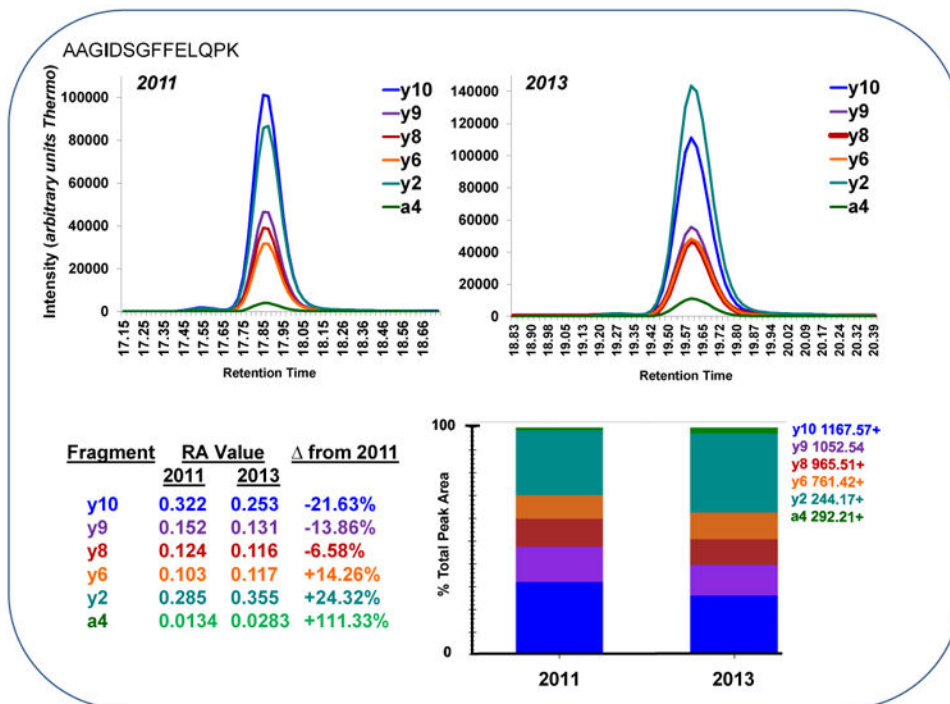 AAGIDSGFFELQPK
2011
Intensity (arbitrary units Thermo)
100000
80000
60000
40000
20000
0
17.15
17.25
17.35
17.45
17.55
17.65
17.75
17.85
17.95
18.05
18.15
18.26
18.36
18.46
18.56
18.66
Retention Time
y10
y9
y8
y6
y2
a4
2013
140000
120000
100000
80000
60000
40000
20000
0
18.83
18.90
18.98
19.05
19.13
19.20
19.27
19.35
19.42
19.50
19.57
19.65
19.72
19.80
19.87
19.94
20.02
20.09
20.17
20.24
20.32
20.39
Retention Time
y10
y9
y8
y6
y2
a4
Fragment RA Value Δ from 2011
2011 2013
y10 0.322 0.253 -21.63%
y9 0.152 0.131 -13.86%
y8 0.124 0.116 -6.58%
y6 0.103 0.117 +14.26%
y2 0.285 0.355 +24.32%
a4 0.0134 0.0283 +111.33%
% Total Peak Area
100
0
2011
2013
y10 1167.57+
y9 1052.54
y8 965.51+
y6 761.42+
y2 244.17+
a4 292.21+